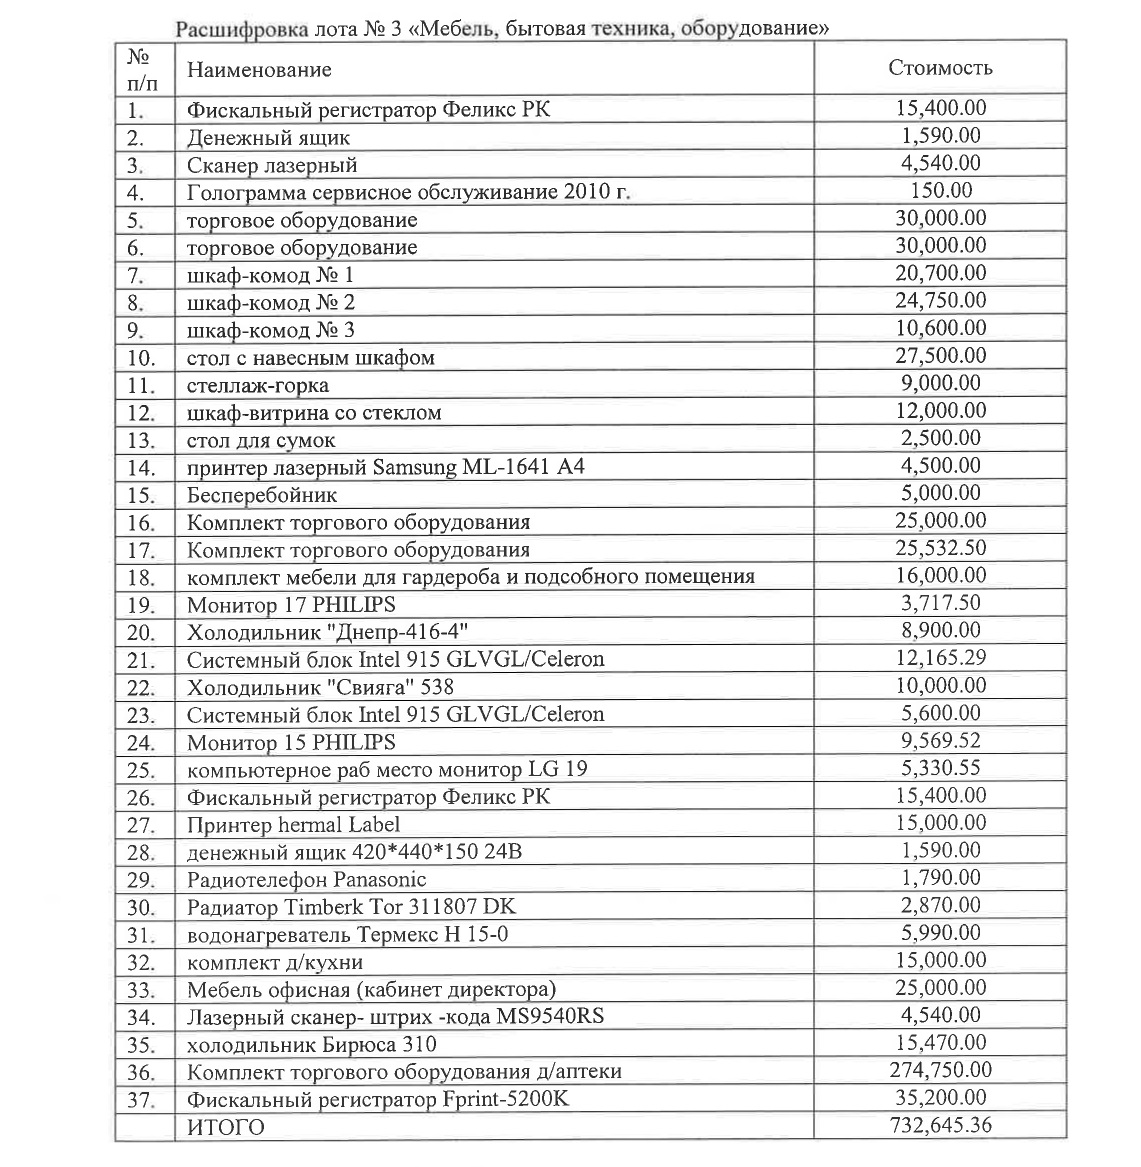 Расшифровка лота № 3 «Мебель, бытовая техника, оборудование»
№ п/п Наименование Стоимость
1. Фискальный регистратор Феликс РК 15,400.00
2. Денежный ящик 1,590.00
3. Сканер лазерный 4,540.00
4. Голограмма сервисное обслуживание 2010 г. 150.00
5. торговое оборудование 30,000.00
6. торговое оборудование 30,000.00
7. шкаф-комод № 1 20,700.00
8. шкаф-комод № 2 24,750.00
9. шкаф-комод № 3 10,600.00
10. стол с навесным шкафом 27,500.00
11. стеллаж-горка 9,000.00
12. шкаф-витрина со стеклом 12,000.00
13. стол для сумок 2,500.00
14. принтер лазерный Samsung ML-1641 A4 4,500.00
15. Бесперебойник 5,000.00
16. Комплект торгового оборудования 25,000.00
17. Комплект торгового оборудования 25,532.50
18. комплект мебели для гардероба и подсобного помещения 16,000.00
19. Монитор 17 PHILIPS 3,717.50
20. Холодильник "Днепр-416-4" 8,900.00
21. Системный блок Intel 915 GLVGL/Celeron 12,165.29
22. Холодильник "Свияга" 538 10,000.00
23. Системный блок Intel 915 GLVGL/Celeron 5,600.00
24. Монитор 15 PHILIPS 9,569.52
25. компьютерное раб место монитор LG 19 5,330.55
26. Фискальный регистратор Феликс РК 15,400.00
27. Принтер hermal Label 15,000.00
28. денежный ящик 420*440*150 24В 1,590.00
29. Радиотелефон Panasonic 1,790.00
30. Радиатор Timberk Tor 311807 DK 2,870.00
31. водонагреватель Термекс Н 15-0 5,990.00
32. комплект д/кухни 15,000.00
33. Мебель офисная (кабинет директора) 25,000.00
34. Лазерный сканер- штрих -кода MS9540RS 4,540.00
35. холодильник Бирюса 310 15,470.00
36. Комплект торгового оборудования д/аптеки 274,750.00
37. Фискальный регистратор Fprint-5200K 35,200.00
ИТОГО 732,645.36